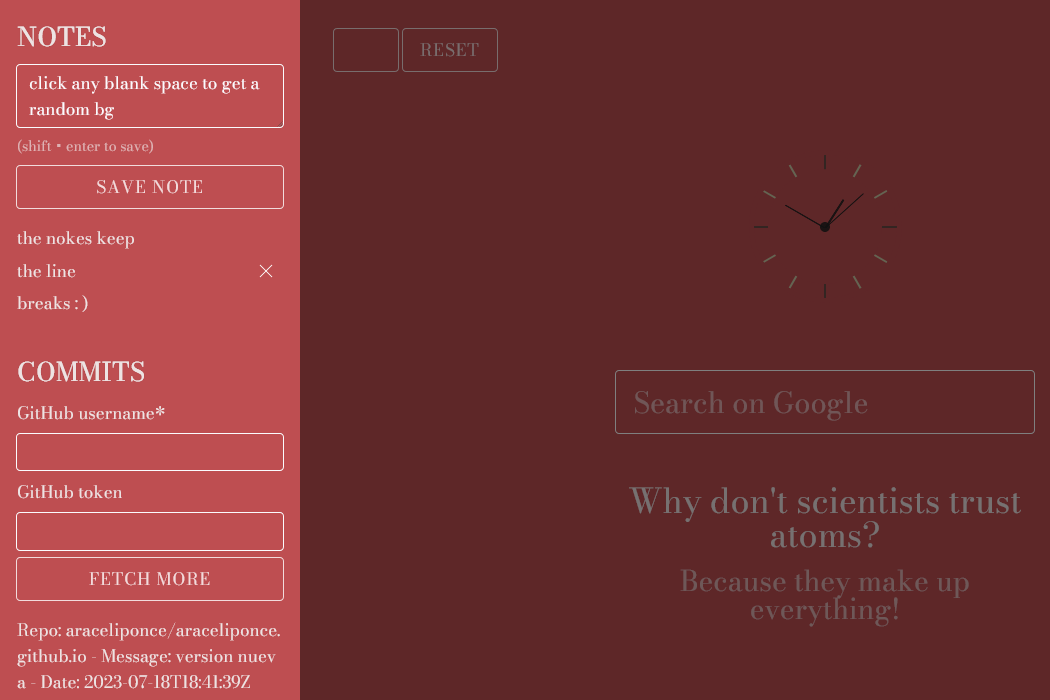 NOTES
click any blank space to get a
random bg
(shift + enter to save)
SAVE NOTE
the nokes keep
the line
breaks : )
COMMITS
GitHub username*
GitHub token
FETCH MORE
Repo: araceliponce/araceliponce.
github.io - Message: version nuev
a - Date: 2023-07-18T18:41:39Z
RESET
Search on Google
Why don't scientists trust
atoms?
Because they make up
everything!